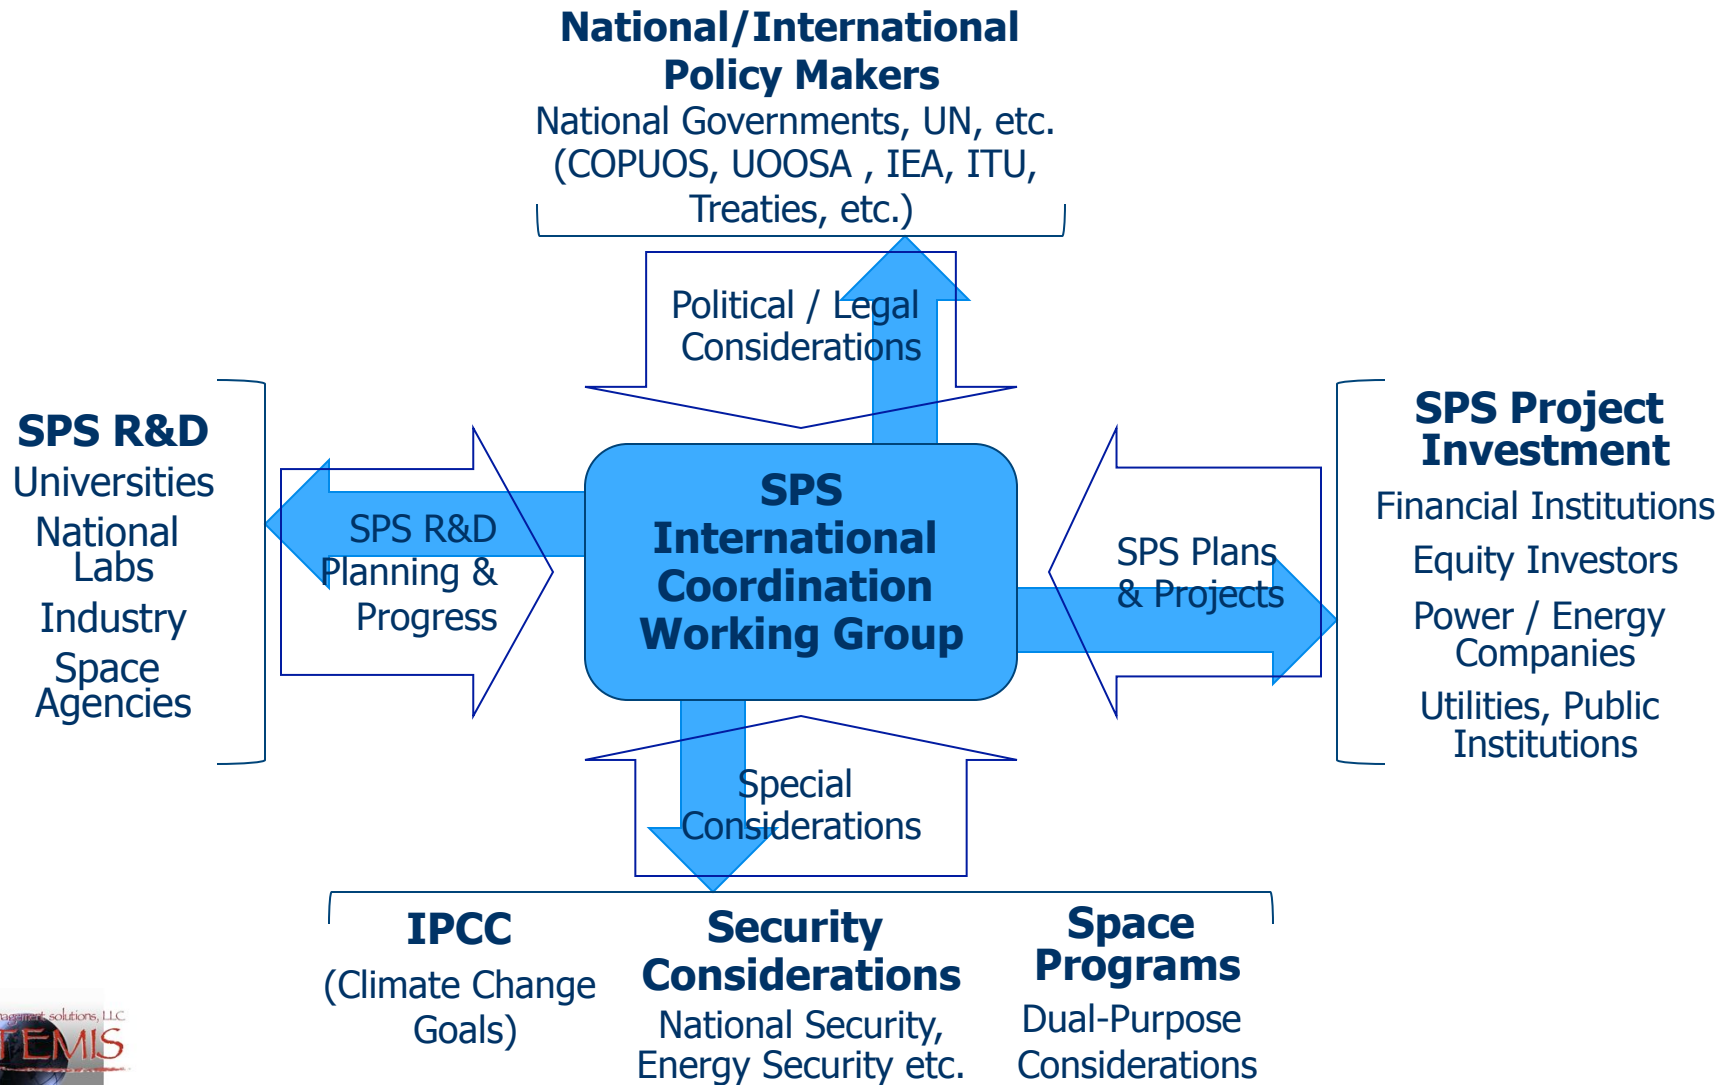 National/International
Policy Makers
National Governments, UN, etc.
(COPUOS, UOOSA , IEA, ITU,
Treaties, etc.)
Political / Legal
Considerations
SPS R&D
Universities
National
Labs
Industry
Space
Agencies
SPS R&D
Planning &
Progress
SPS
International
Coordination
Working Group
SPS Plans
& Projects
SPS Project
Investment
Financial Institutions
Equity Investors
Power / Energy
Companies
Utilities, Public
Institutions
Special
Considerations
IPCC
(Climate Change
Goals)
Security
Considerations
National Security,
Energy Security etc.
Space
Programs
Dual-Purpose
Considerations
solutions, LLC
TEMIS